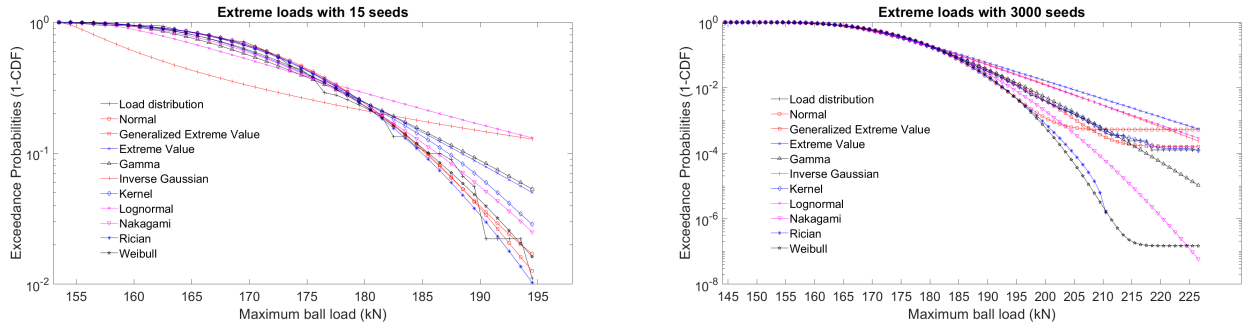 Extreme loads with 15 seeds
Exceedance Probabilities (1-CDF)
10^0
10^-1
10^-2
Load distribution
Normal
Generalized Extreme Value
Extreme Value
Gamma
Inverse Gaussian
Kernel
Lognormal
Nakagami
Rician
Weibull
155 160 165 170 175 180 185 190 195
Maximum ball load (kN)
Extreme loads with 3000 seeds
Exceedance Probabilities (1-CDF)
10^0
10^-2
10^-4
10^-6
10^-8
Load distribution
Normal
Generalized Extreme Value
Extreme Value
Gamma
Inverse Gaussian
Kernel
Lognormal
Nakagami
Rician
Weibull
145 150 155 160 165 170 175 180 185 190 195 200 205 210 215 220 225
Maximum ball load (kN)